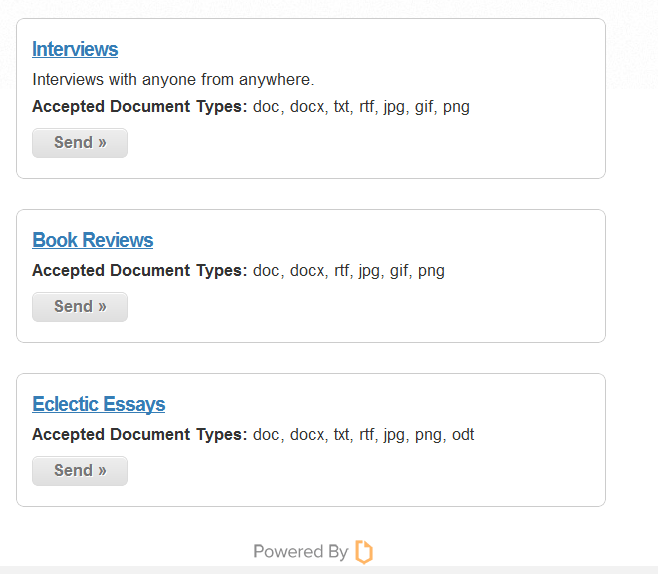 Interviews
Interviews with anyone from anywhere.
Accepted Document Types: doc, docx, txt, rtf, jpg, gif, png
Send »
Book Reviews
Accepted Document Types: doc, docx, rtf, jpg, gif, png
Send »
Eclectic Essays
Accepted Document Types: doc, docx, txt, rtf, jpg, png, odt
Send »
Powered By